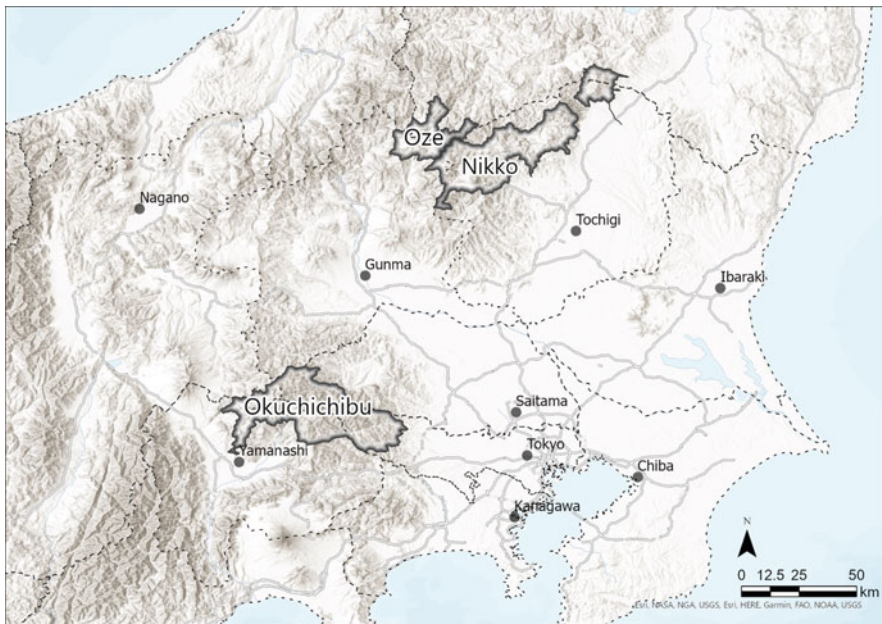 Oze
Nikko
Nagano
Tochigi
Gunma
Ibaraki
Okuchichibu
Saitama
Yamanashi
Tokyo
Chiba
Kanagawa
N
0 12.5 25 50
km
Esri, NASA, NGA, USGS, Esri, HERE, Garmin, FAO, NOAA, USGS